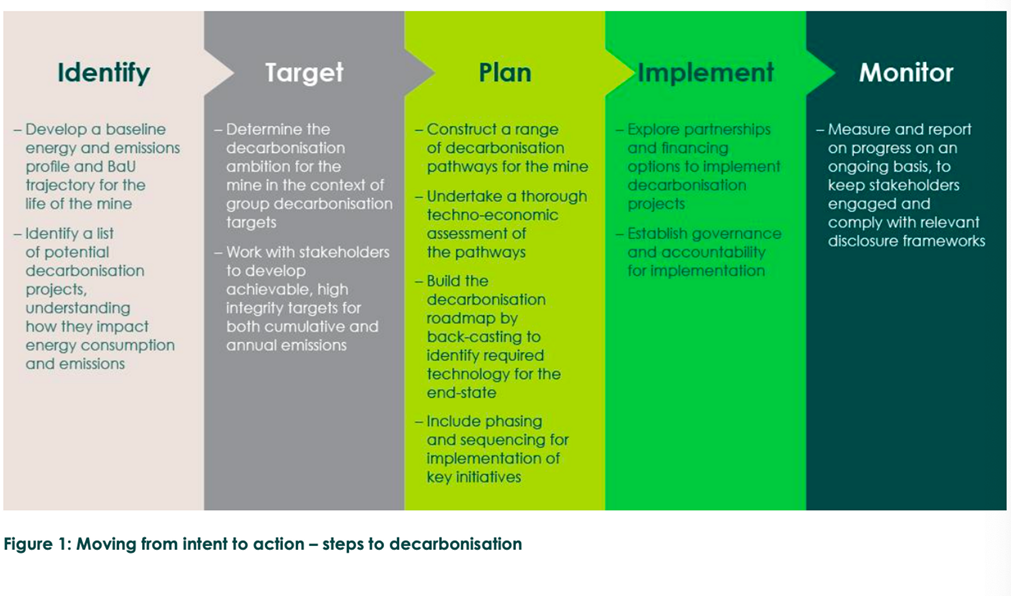 Identify
– Develop a baseline
energy and emissions
profile and BaU
trajectory for the
life of the mine
– Identify a list
of potential
decarbonisation
projects,
understanding
how they impact
energy consumption
and emissions
Target
– Determine the
decarbonisation
ambition for the
mine in the context of
group decarbonisation
targets
– Work with stakeholders
to develop
achievable, high
integrity targets for
both cumulative and
annual emissions
Plan
– Construct a range
of decarbonisation
pathways for the mine
– Undertake a thorough
techno-economic
assessment of
the pathways
– Build the
decarbonisation
roadmap by
back-casting to
identify required
technology for the
end-state
– Include phasing
and sequencing for
implementation of
key initiatives
Implement
– Explore partnerships
and financing
options to implement
decarbonisation
projects
– Establish governance
and accountability
for implementation
Monitor
– Measure and report
on progress on an
ongoing basis, to
keep stakeholders
engaged and
comply with relevant
disclosure frameworks
Figure 1: Moving from intent to action – steps to decarbonisation